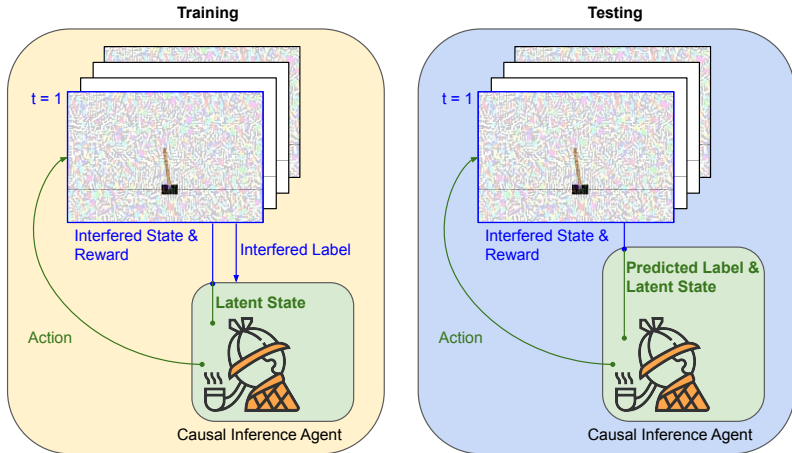 Training
t = 1
Interfered State &
Reward
Interfered Label
Latent State
Action
Causal Inference Agent
Testing
t = 1
Interfered State &
Reward
Predicted Label &
Latent State
Action
Causal Inference Agent